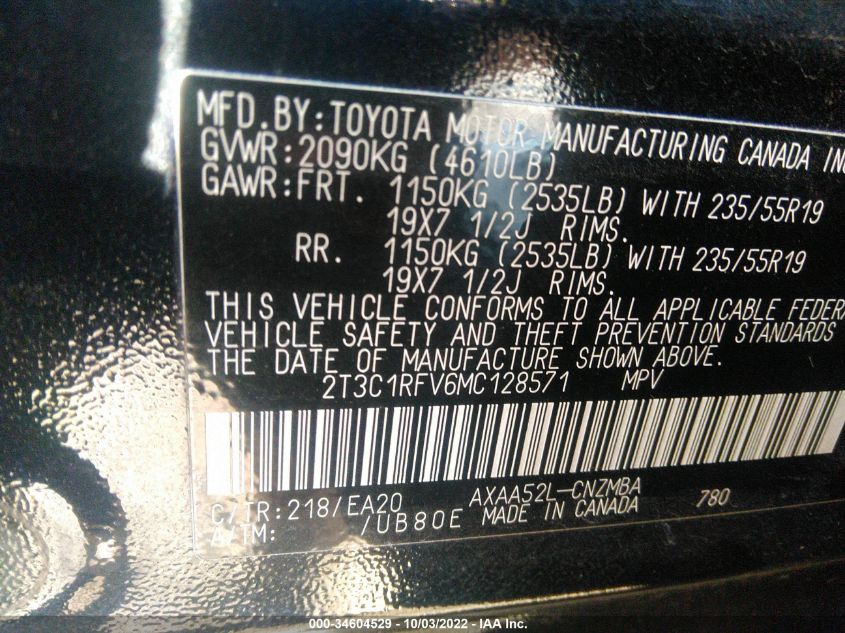 MFD.BY:TOYOTA MOTOR MANUFACTURING CANADA INC
GVWR:2090KG (4610LB)
GAWR:FRT. 1150KG (2535LB) WITH 235/55R19
19X7 1/2J RIMS.
RR. 1150KG (2535LB) WITH 235/55R19
19X7 1/2J RIMS.
THIS VEHICLE CONFORMS TO ALL APPLICABLE FEDERA
VEHICLE SAFETY AND THEFT PREVENTION STANDARDS
THE DATE OF MANUFACTURE SHOWN ABOVE.
2T3C1RFV6MC128571 MPV
C/TR:218/EA20 AXAA52L-CNZMBA 780
A/TM: /UB80E MADE IN CANADA
000-34604529 - 10/03/2022 - IAA Inc.